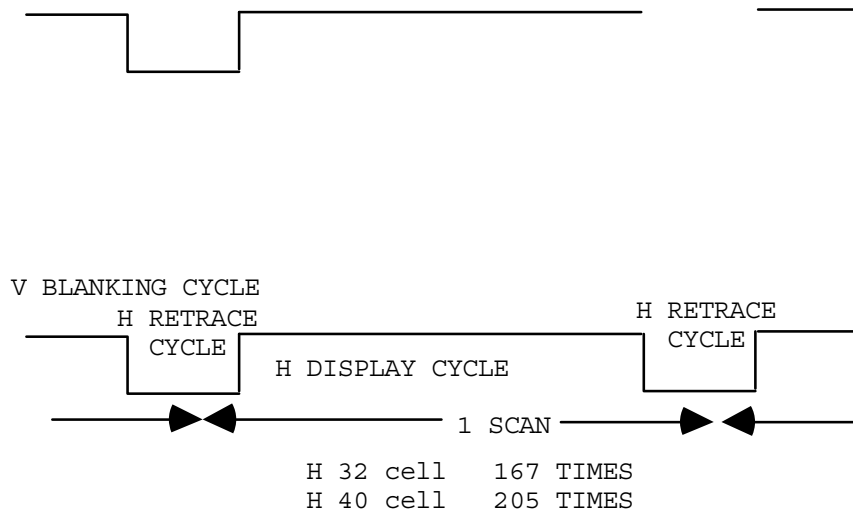 V BLANKING CYCLE
H RETRACE
CYCLE
H RETRACE
CYCLE
H DISPLAY CYCLE
1 SCAN
H 32 cell 167 TIMES
H 40 cell 205 TIMES